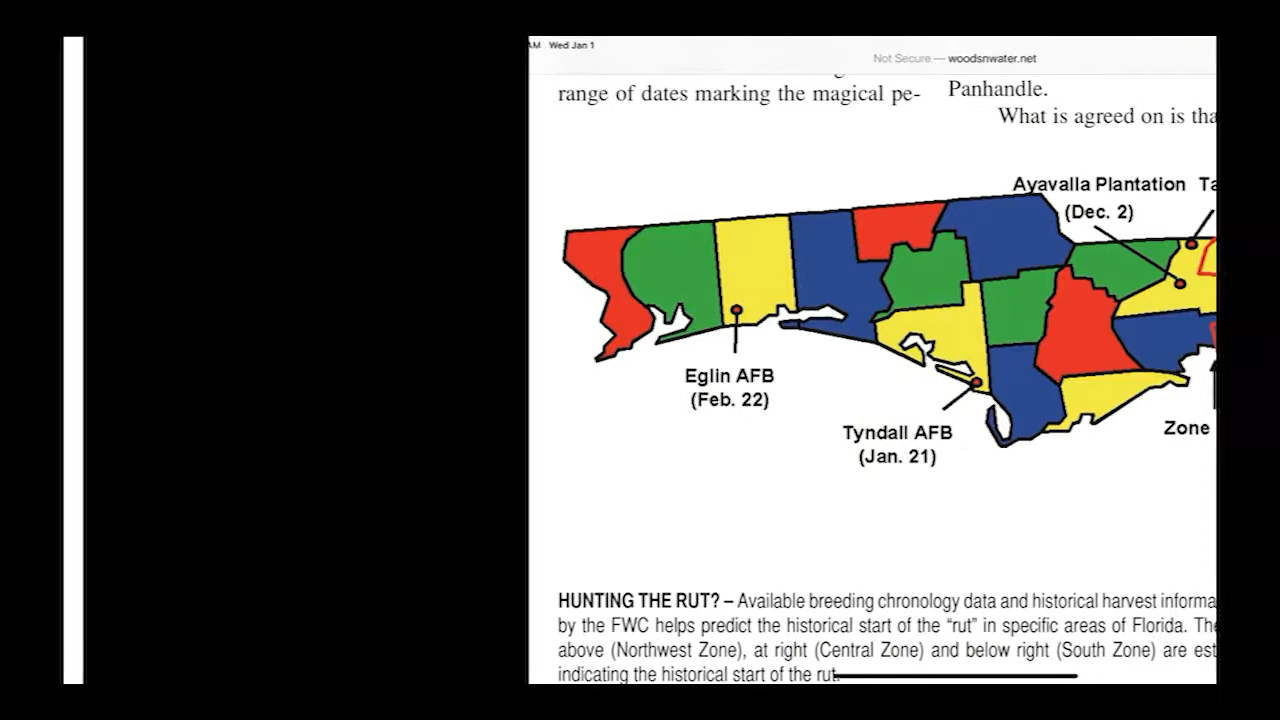 AM Wed Jan 1
Not Secure — woodsnwater.net
range of dates marking the magical pe-
Panhandle.
What is agreed on is tha
Ayavalla Plantation Ta
(Dec. 2)
Eglin AFB
(Feb. 22)
Tyndall AFB
(Jan. 21)
Zone
HUNTING THE RUT? – Available breeding chronology data and historical harvest informa
by the FWC helps predict the historical start of the “rut” in specific areas of Florida. The
above (Northwest Zone), at right (Central Zone) and below right (South Zone) are est
indicating the historical start of the rut.